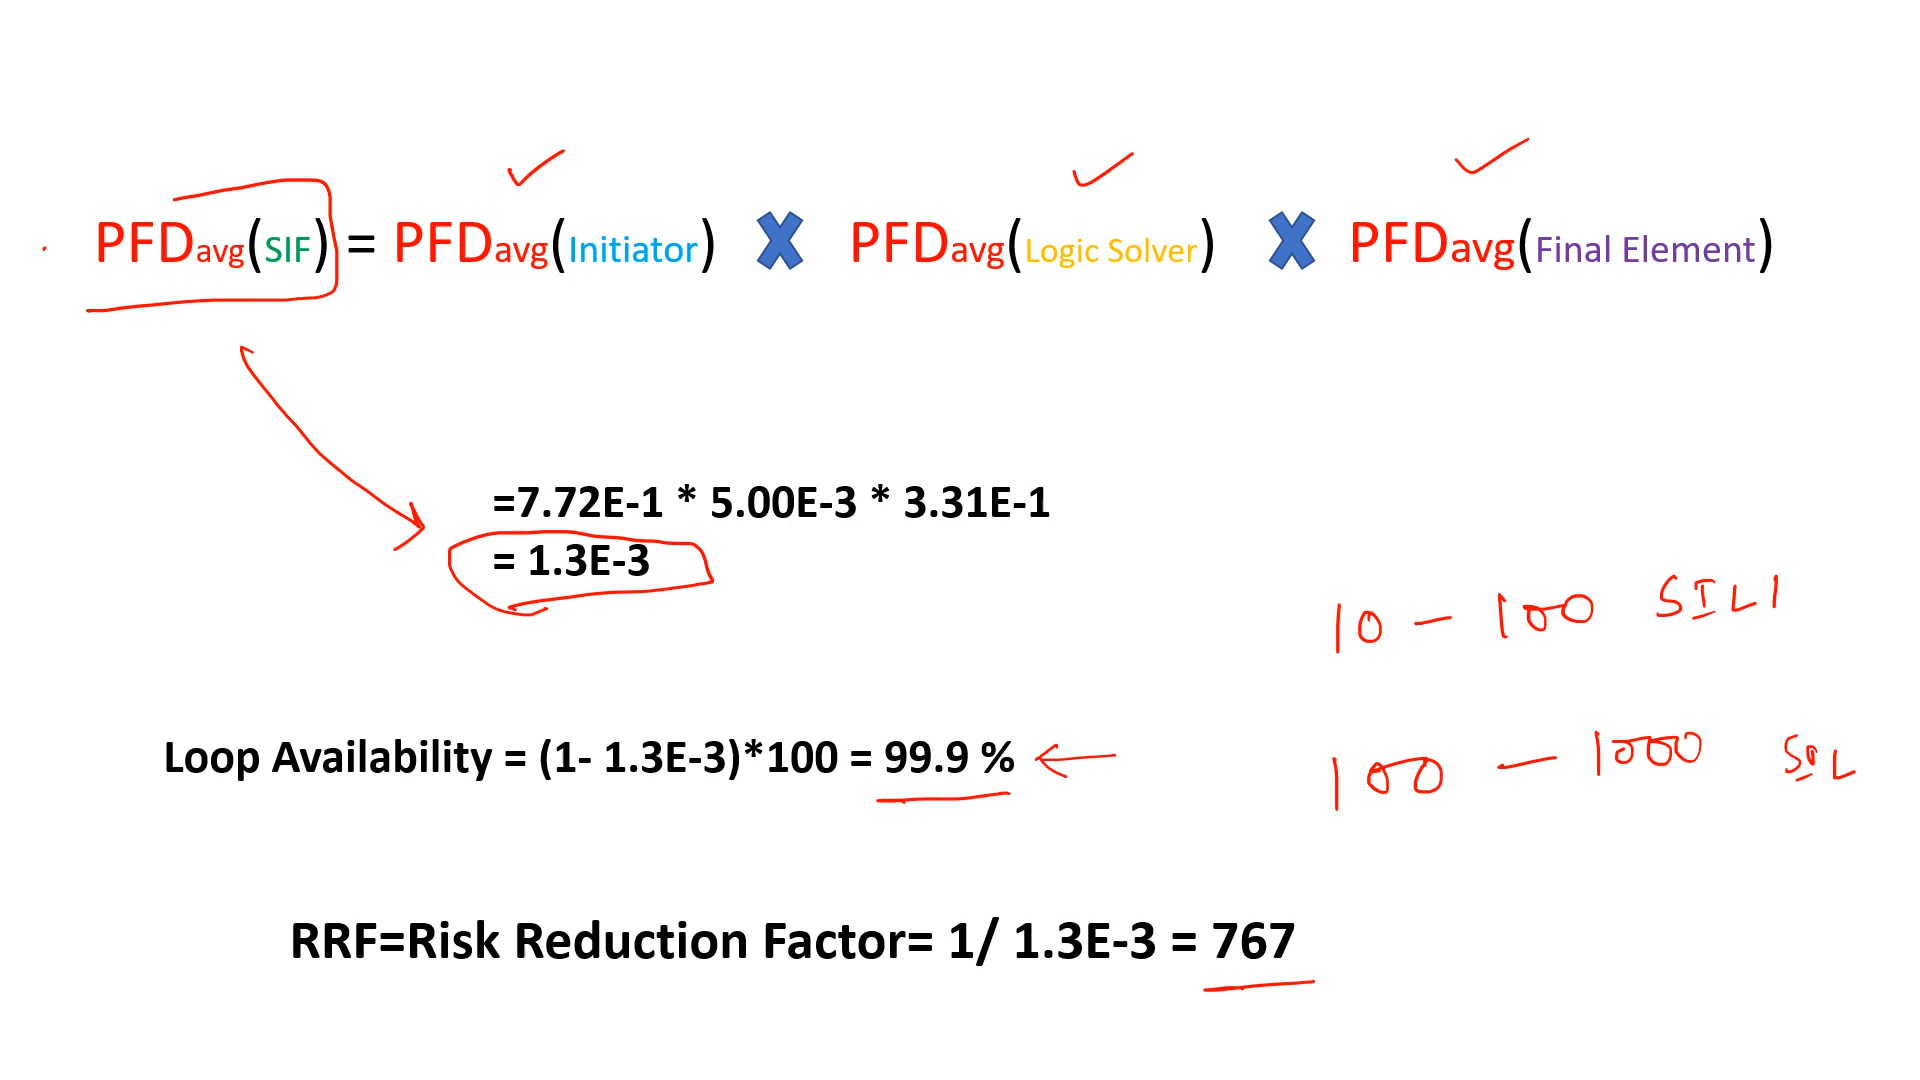 PFDavg(SIF) = PFDavg(Initiator) ✖ PFDavg(Logic Solver) ✖ PFDavg(Final Element)
=7.72E-1 * 5.00E-3 * 3.31E-1
= 1.3E-3
10 - 100 SIL1
Loop Availability = (1- 1.3E-3)*100 = 99.9 %
100 - 1000 SIL
RRF=Risk Reduction Factor= 1/ 1.3E-3 = 767